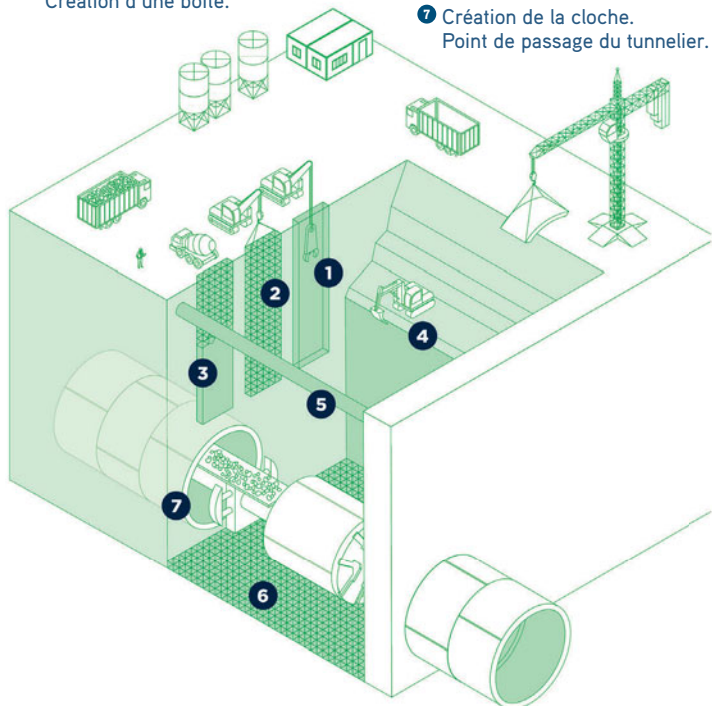 Création d'une boîte.
7 Création de la cloche.
Point de passage du tunnelier.
1
2
3
4
5
7
6